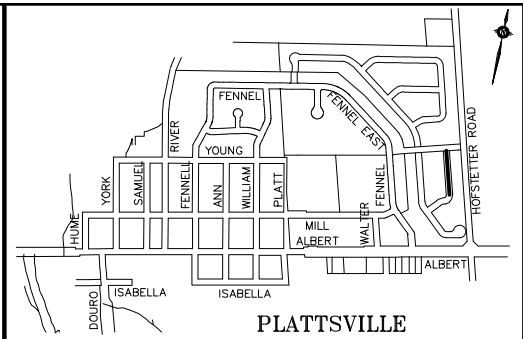 FENNEL
FENNEL EAST
HOFSTETTER ROAD
RIVER
YOUNG
YORK
SAMUEL
FENNELL
ANN
WILLIAM
PLATT
FENNEL
HUME
MILL
WALTER
ALBERT
ALBERT
ISABELLA
ISABELLA
DOURO
PLATTSVILLE